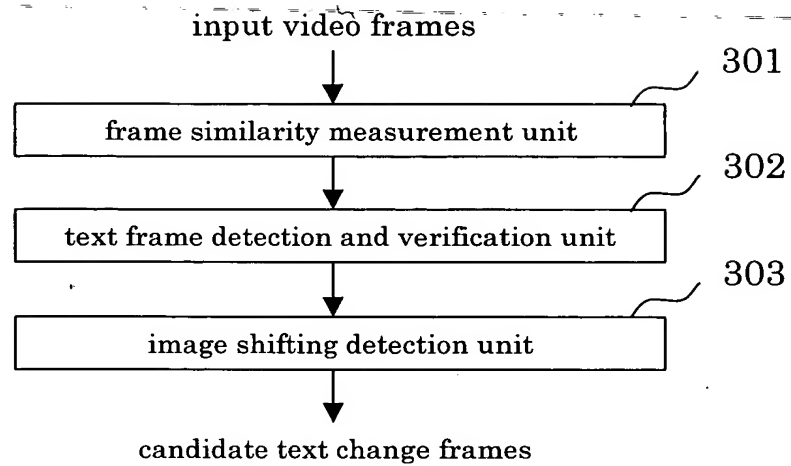 input video frames
301
frame similarity measurement unit
302
text frame detection and verification unit
303
image shifting detection unit
candidate text change frames